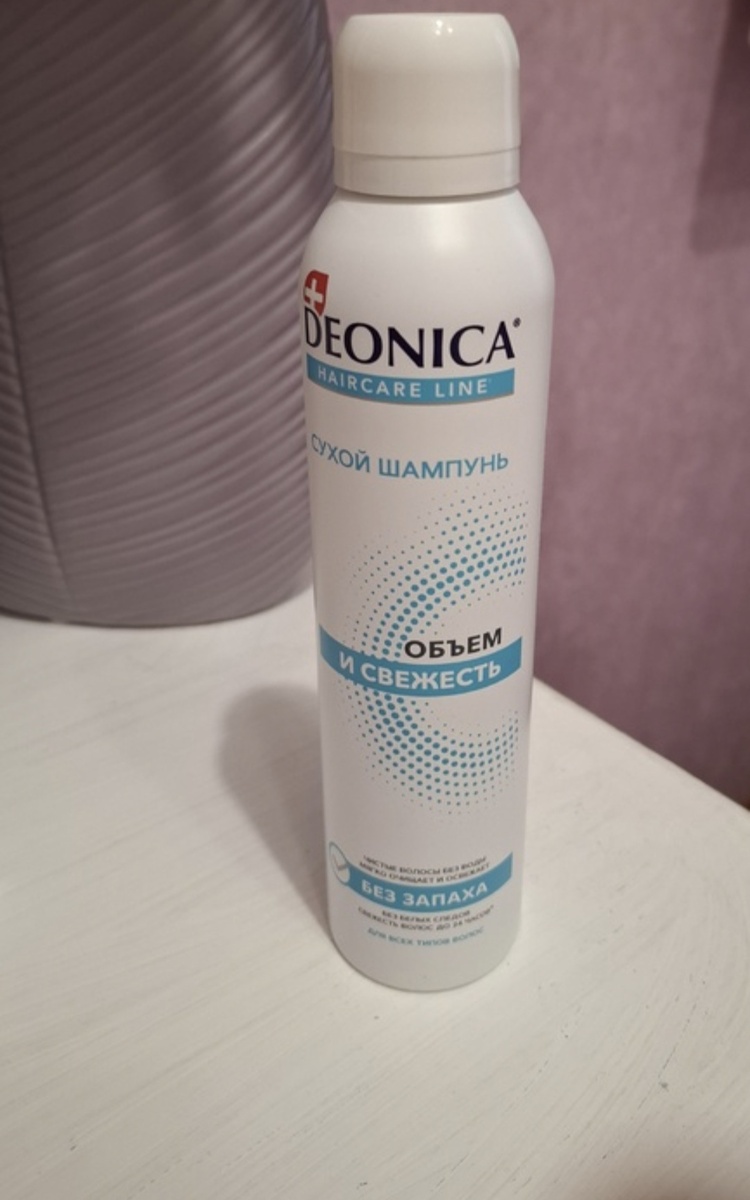 DEONICA®
HAIRCARE LINE
СУХОЙ ШАМПУНЬ
ОБЪЕМ
И СВЕЖЕСТЬ
ЧИСТЫЕ ВОЛОСЫ БЕЗ ВОДЫ
МЯГКО ОЧИЩАЕТ И ОСВЕЖАЕТ
БЕЗ ЗАПАХА
БЕЗ БЕЛЫХ СЛЕДОВ
СВЕЖЕСТЬ ВОЛОС ДО 24 ЧАСОВ*
ДЛЯ ВСЕХ ТИПОВ ВОЛОС